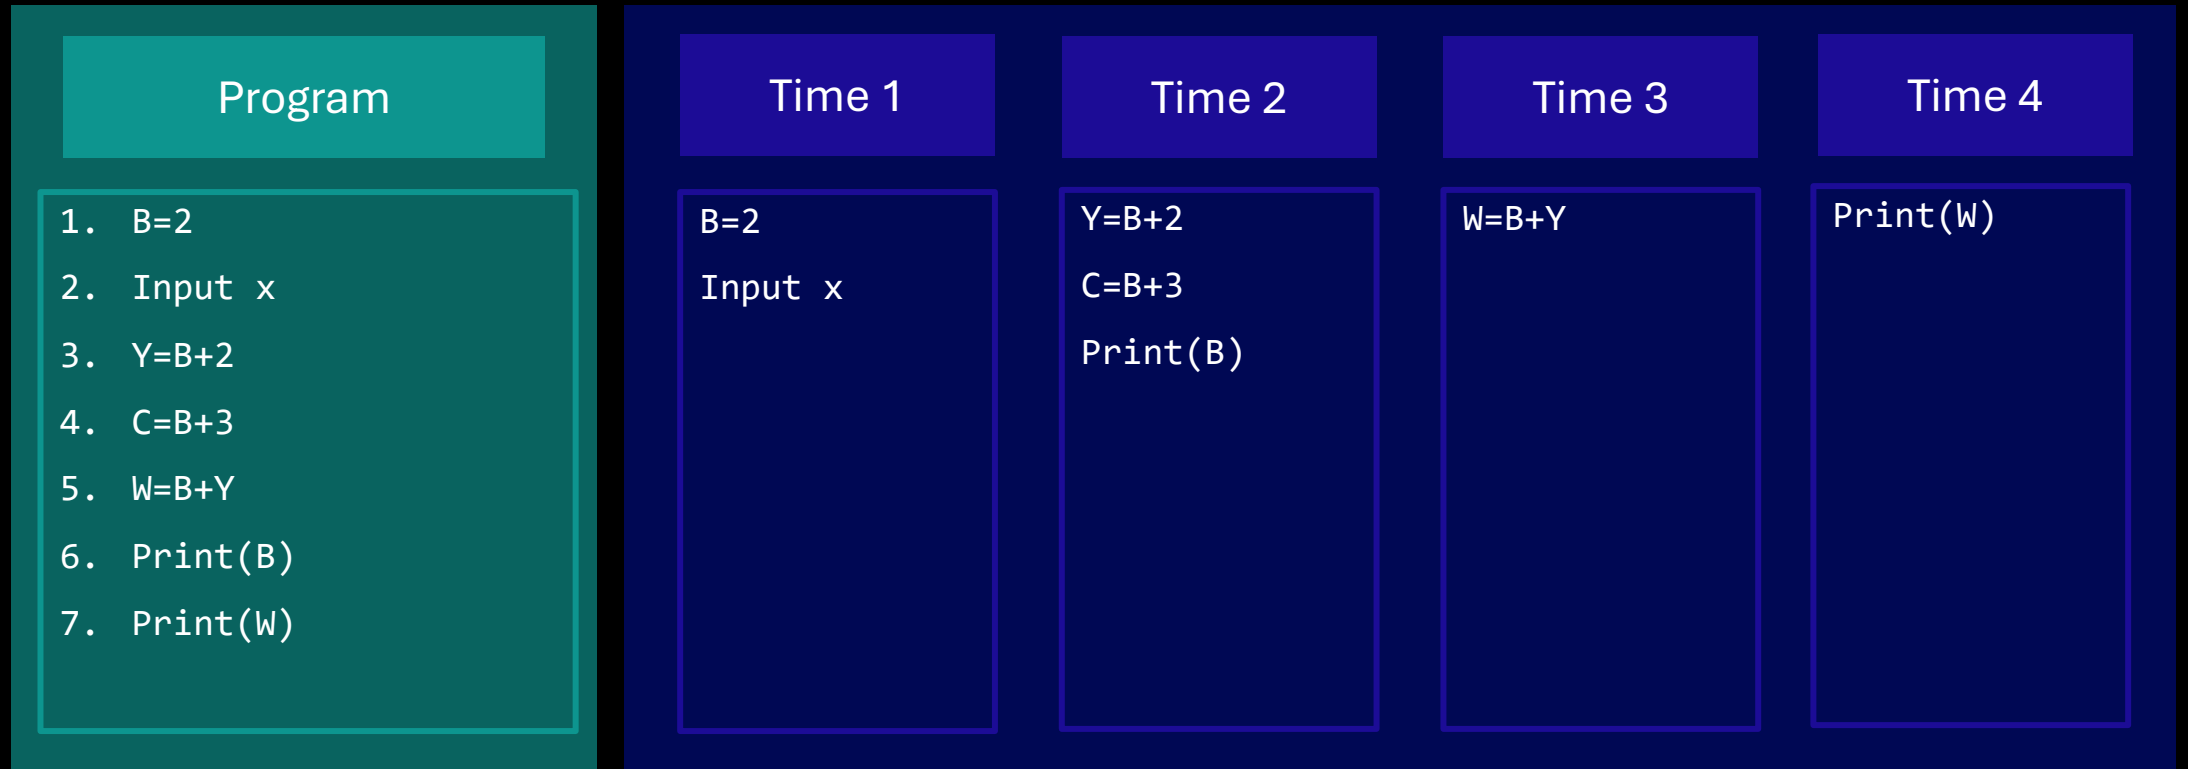 Program
1. B=2
2. Input x
3. Y=B+2
4. C=B+3
5. W=B+Y
6. Print(B)
7. Print(W)
Time 1
B=2
Input x
Time 2
Y=B+2
C=B+3
Print(B)
Time 3
W=B+Y
Time 4
Print(W)